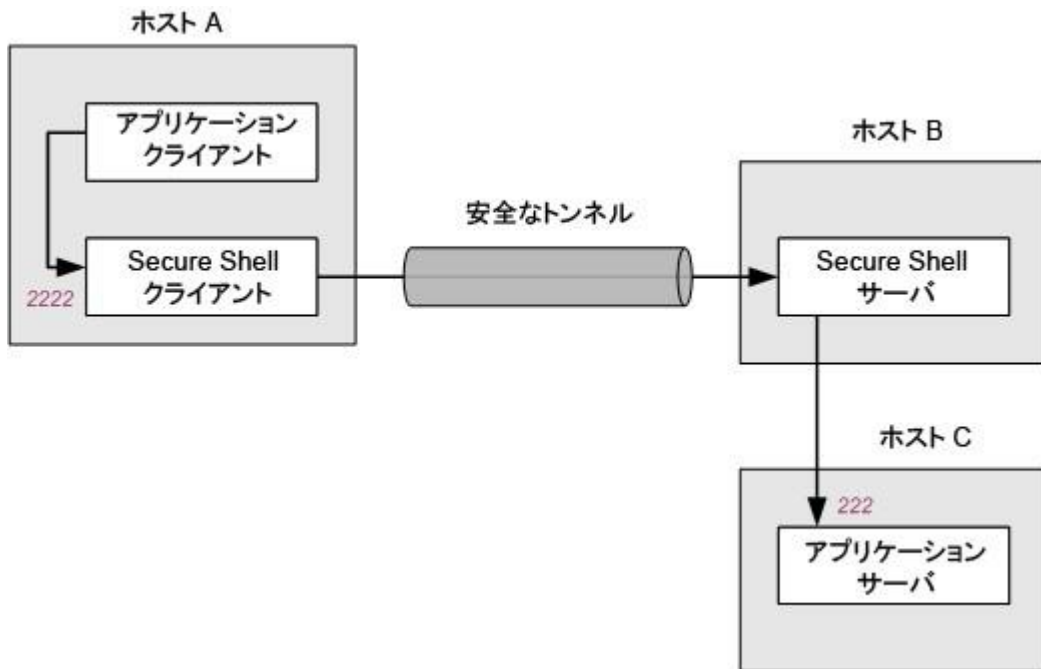 ホスト A
アプリケーション
クライアント
Secure Shell
クライアント
2222
安全なトンネル
ホスト B
Secure Shell
サーバ
ホスト C
222
アプリケーション
サーバ